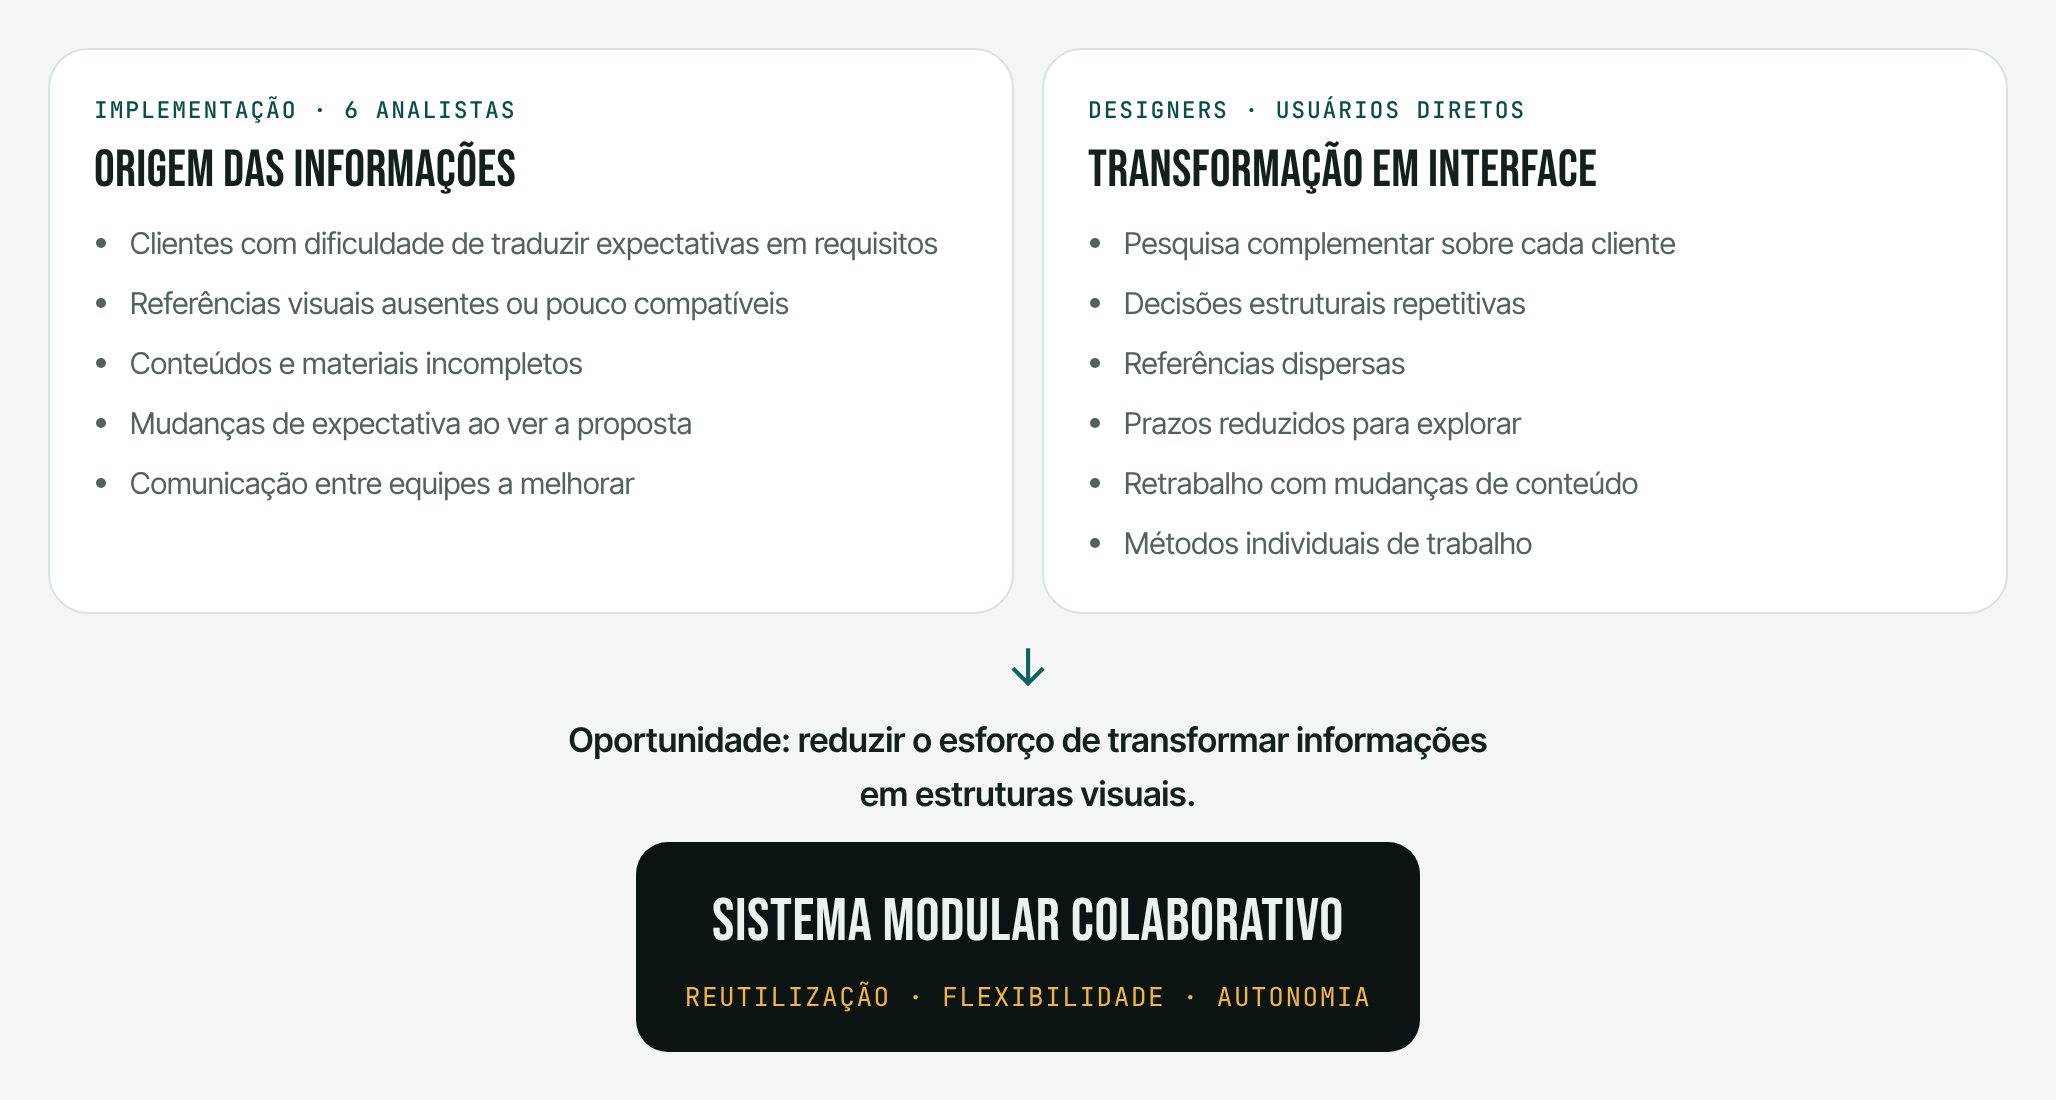 IMPLEMENTAÇÃO · 6 ANALISTAS
ORIGEM DAS INFORMAÇÕES
• Clientes com dificuldade de traduzir expectativas em requisitos
• Referências visuais ausentes ou pouco compatíveis
• Conteúdos e materiais incompletos
• Mudanças de expectativa ao ver a proposta
• Comunicação entre equipes a melhorar
DESIGNERS · USUÁRIOS DIRETOS
TRANSFORMAÇÃO EM INTERFACE
• Pesquisa complementar sobre cada cliente
• Decisões estruturais repetitivas
• Referências dispersas
• Prazos reduzidos para explorar
• Retrabalho com mudanças de conteúdo
• Métodos individuais de trabalho
↓
Oportunidade: reduzir o esforço de transformar informações
em estruturas visuais.
SISTEMA MODULAR COLABORATIVO
REUTILIZAÇÃO · FLEXIBILIDADE · AUTONOMIA